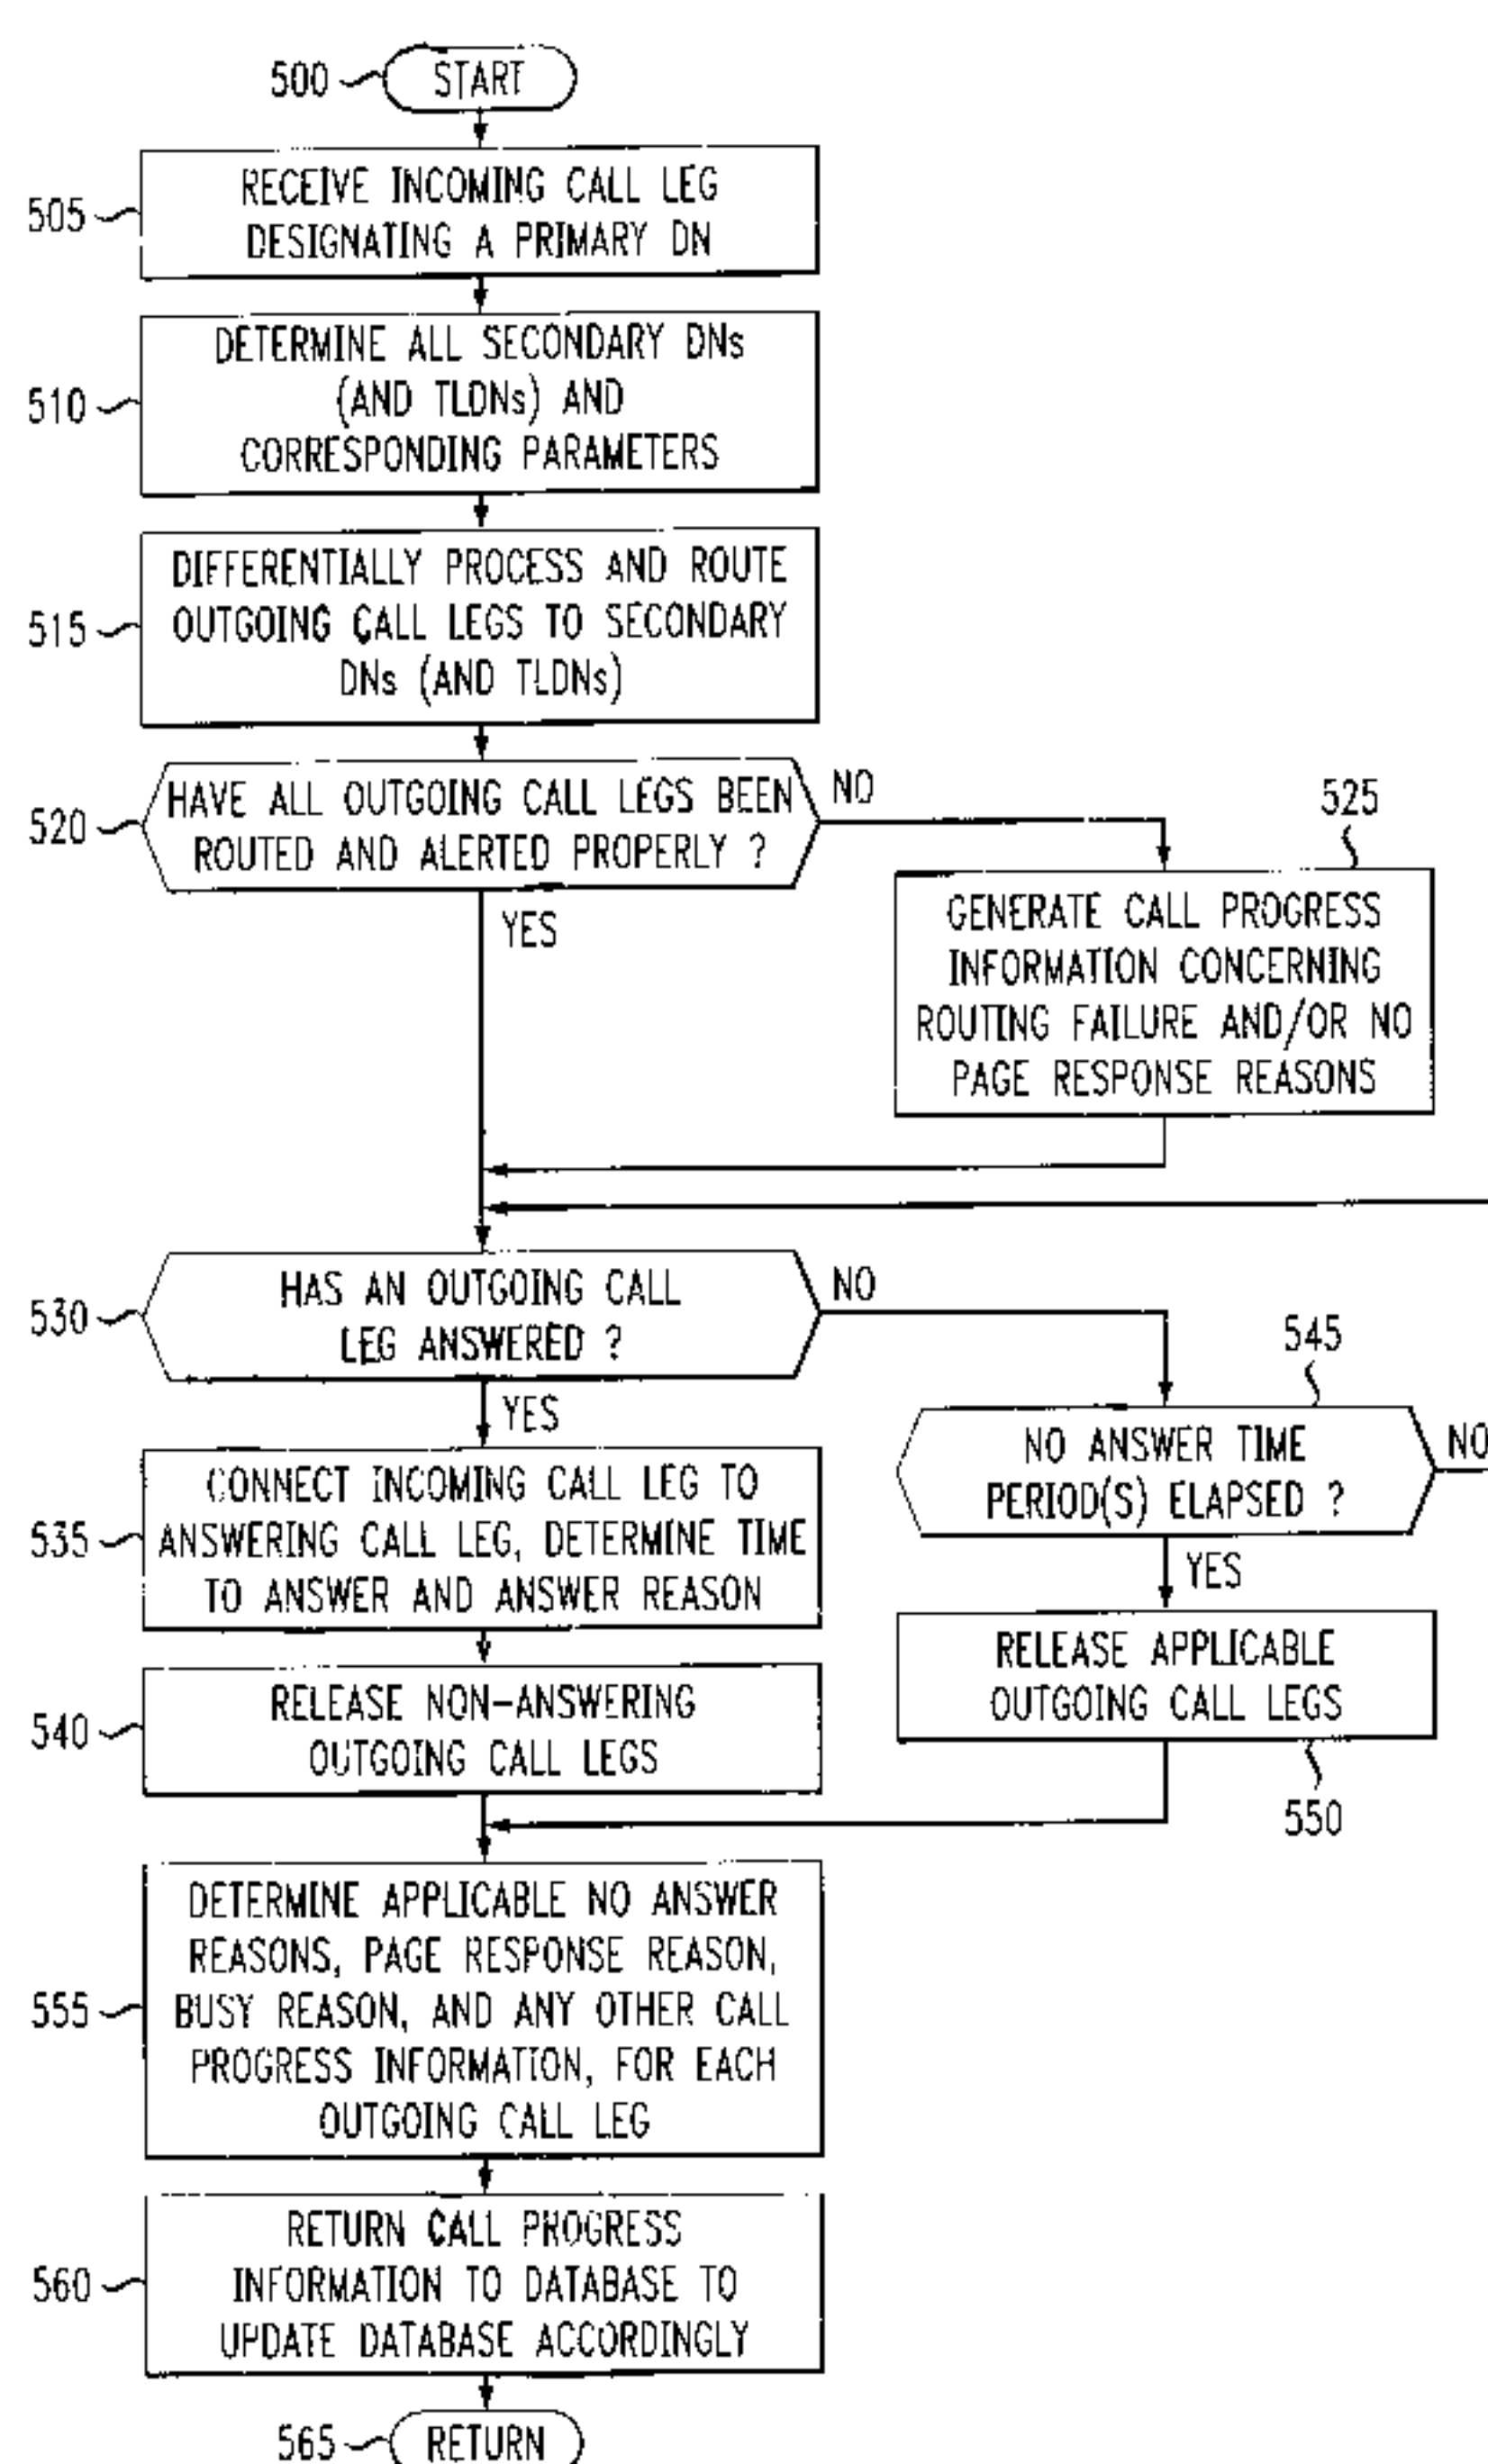 500
START
505
RECEIVE INCOMING CALL LEG
DESIGNATING A PRIMARY DN
510
DETERMINE ALL SECONDARY DNs
(AND TLDNs) AND
CORRESPONDING PARAMETERS
515
DIFFERENTIALLY PROCESS AND ROUTE
OUTGOING CALL LEGS TO SECONDARY
DNs (AND TLDNs)
520
HAVE ALL OUTGOING CALL LEGS BEEN
ROUTED AND ALERTED PROPERLY ?
NO
YES
525
GENERATE CALL PROGRESS
INFORMATION CONCERNING
ROUTING FAILURE AND/OR NO
PAGE RESPONSE REASONS
530
HAS AN OUTGOING CALL
LEG ANSWERED ?
NO
YES
545
NO ANSWER TIME
PERIOD(S) ELAPSED ?
NO
YES
535
CONNECT INCOMING CALL LEG TO
ANSWERING CALL LEG, DETERMINE TIME
TO ANSWER AND ANSWER REASON
RELEASE APPLICABLE
OUTGOING CALL LEGS
550
540
RELEASE NON-ANSWERING
OUTGOING CALL LEGS
555
DETERMINE APPLICABLE NO ANSWER
REASONS, PAGE RESPONSE REASON,
BUSY REASON, AND ANY OTHER CALL
PROGRESS INFORMATION, FOR EACH
OUTGOING CALL LEG
560
RETURN CALL PROGRESS
INFORMATION TO DATABASE TO
UPDATE DATABASE ACCORDINGLY
565
RETURN